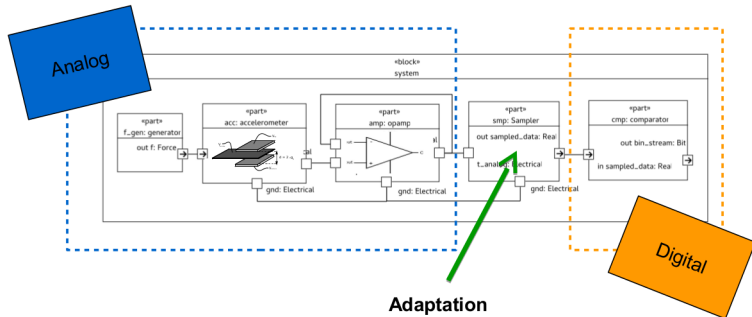 Analog
«block»
system
«part»
f_gen: generator
out f: Force
«part»
acc: accelerometer
gnd: Electrical
«part»
amp: opamp
gnd: Electrical
«part»
smp: Sampler
out sampled_data: Real
t_analog: Electrical
gnd: Electrical
«part»
cmp: comparator
out bin_stream: Bit
in sampled_data: Real
Digital
Adaptation